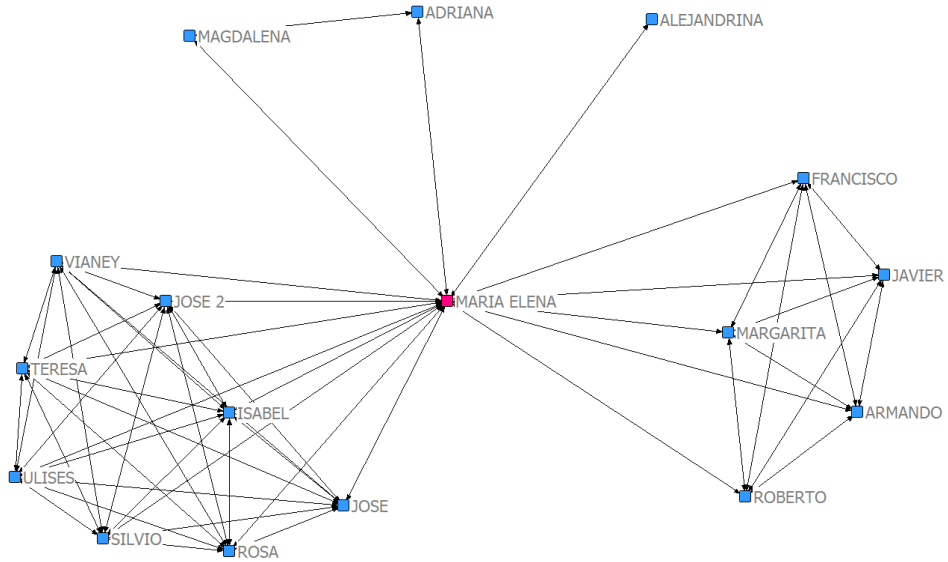 ADRIANA
ALEJANDRINA
MAGDALENA
FRANCISCO
VIANEY
JAVIER
JOSE 2
MARIA ELENA
MARGARITA
TERESA
ISABEL
ARMANDO
ULISES
ROBERTO
JOSE
SILVIO
ROSA